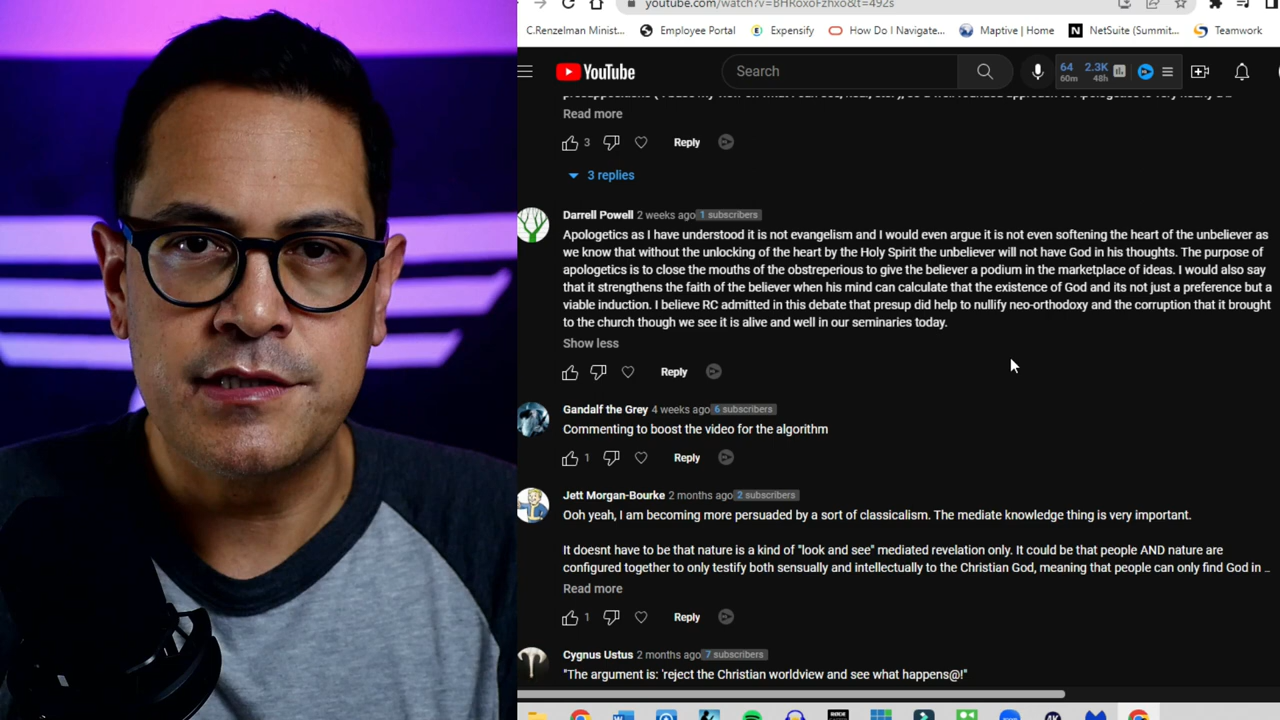 youtube.com/watch?v=BHRoxoFzhxo&t=492s
C.Renzelman Minist... Employee Portal Expensify How Do I Navigate... Maptive | Home NetSuite (Summit... Teamwork
YouTube Search 64 60m 2.3K 48h
Read more
3 Reply
3 replies
Darrell Powell 2 weeks ago 1 subscribers
Apologetics as I have understood it is not evangelism and I would even argue it is not even softening the heart of the unbeliever as
we know that without the unlocking of the heart by the Holy Spirit the unbeliever will not have God in his thoughts. The purpose of
apologetics is to close the mouths of the obstreperious to give the believer a podium in the marketplace of ideas. I would also say
that it strengthens the faith of the believer when his mind can calculate that the existence of God and its not just a preference but a
viable induction. I believe RC admitted in this debate that presup did help to nullify neo-orthodoxy and the corruption that it brought
to the church though we see it is alive and well in our seminaries today.
Show less
Reply
Gandalf the Grey 4 weeks ago 6 subscribers
Commenting to boost the video for the algorithm
1 Reply
Jett Morgan-Bourke 2 months ago 2 subscribers
Ooh yeah, I am becoming more persuaded by a sort of classicalism. The mediate knowledge thing is very important.
It doesnt have to be that nature is a kind of "look and see" mediated revelation only. It could be that people AND nature are
configured together to only testify both sensually and intellectually to the Christian God, meaning that people can only find God in ..
Read more
1 Reply
Cygnus Ustus 2 months ago 7 subscribers
"The argument is: 'reject the Christian worldview and see what happens@!"